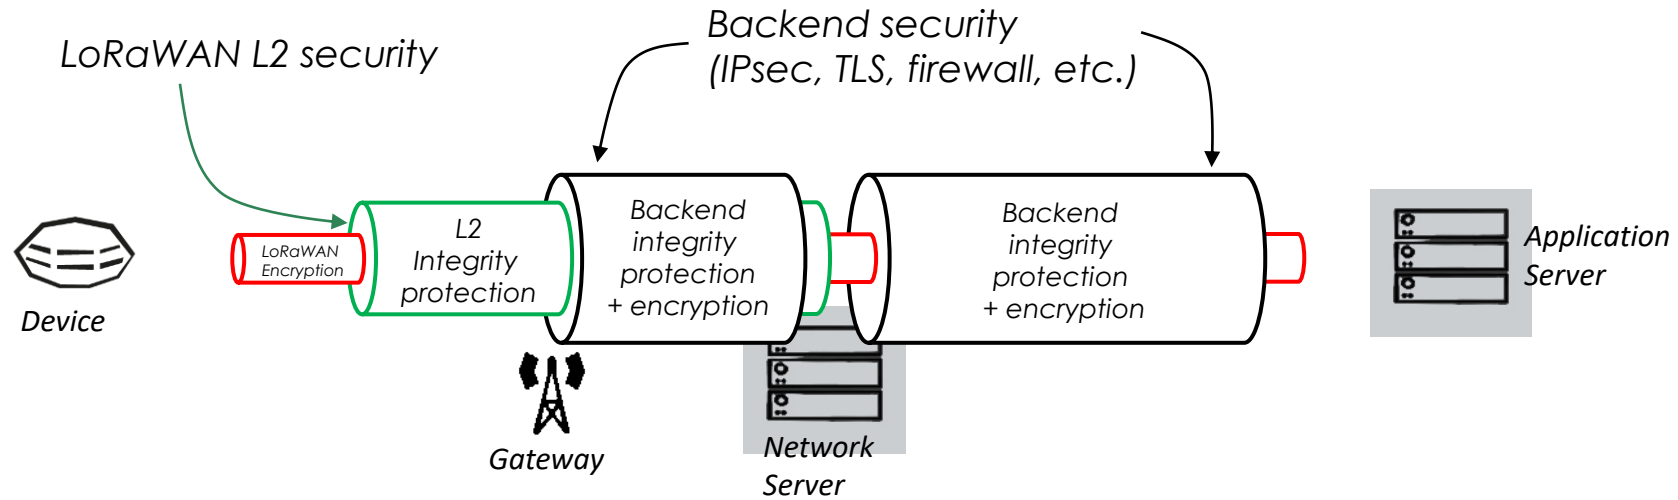 LoRaWAN L2 security
Backend security
(IPsec, TLS, firewall, etc.)
LoRaWAN
Encryption
L2
Integrity
protection
Backend
integrity
protection
+ encryption
Backend
integrity
protection
+ encryption
Device
Gateway
Network
Server
Application
Server